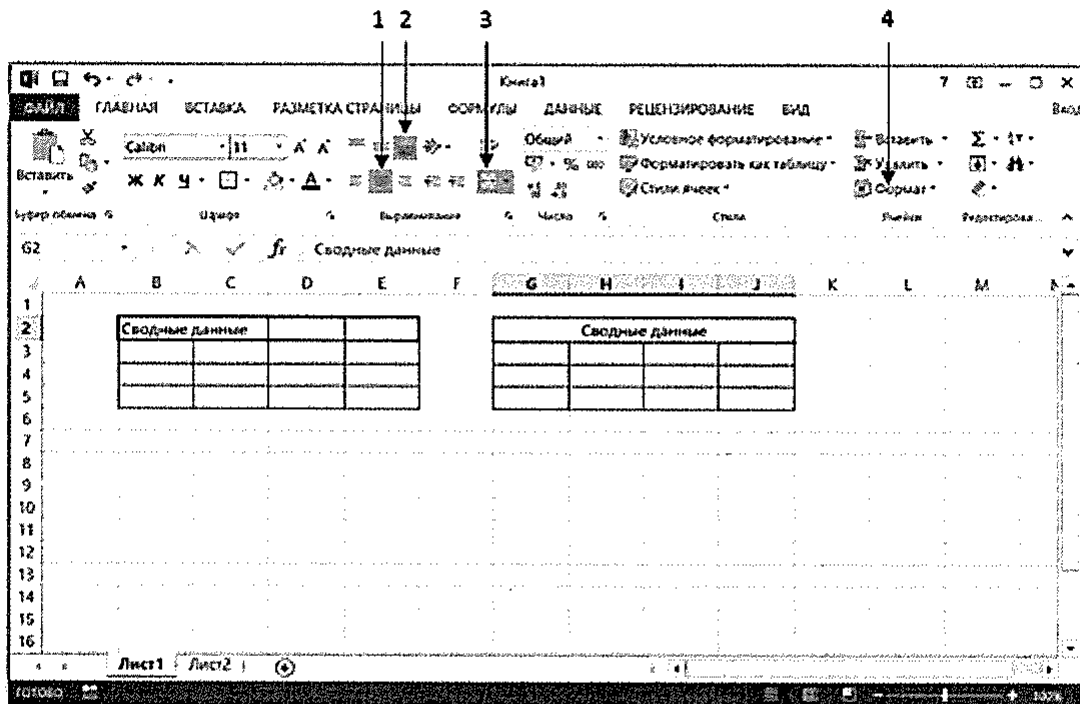 1 2 3 4
Книга1
ФАЙЛ ГЛАВНАЯ ВСТАВКА РАЗМЕТКА СТРАНИЦЫ ФОРМУЛЫ ДАННЫЕ РЕЦЕНЗИРОВАНИЕ ВИД Вход
Calibri 11 Общий Условное форматирование Вставить
Вставить Форматировать как таблицу Удалить
Ж К Ч Стили ячеек Формат
Буфер обмена Шрифт Выравнивание Число Стили Ячейки
G2 fx Сводные данные
A B C D E F G H I J K L M
1
2 Сводные данные Сводные данные
3
4
5
6
7
8
9
10
11
12
13
14
15
16
Лист1 Лист2
ГОТОВО